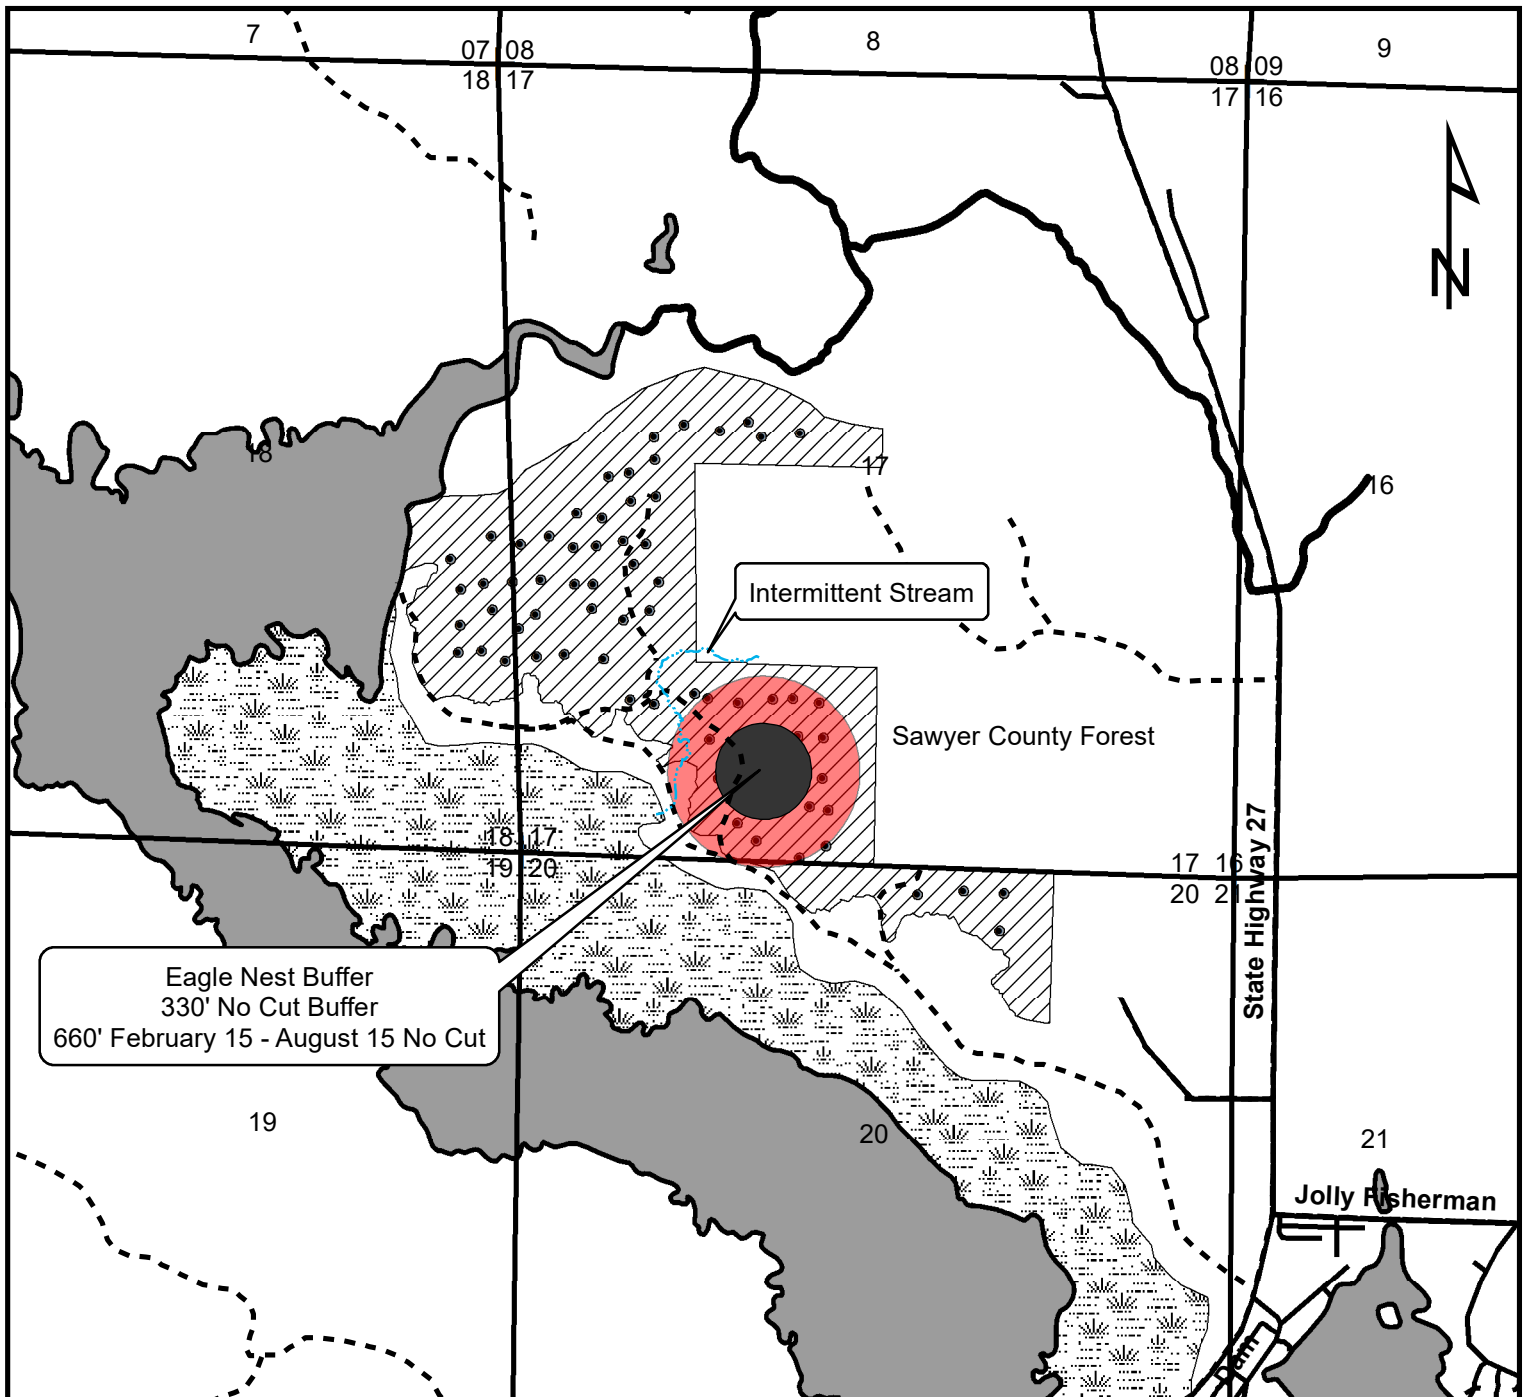 7
8
9
07 08
18 17
08 09
17 16
N
18
17
16
Intermittent Stream
Sawyer County Forest
18 17
19 20
17 16
20 21
State Highway 27
Eagle Nest Buffer
330' No Cut Buffer
660' February 15 - August 15 No Cut
19
20
21
Jolly Fisherman